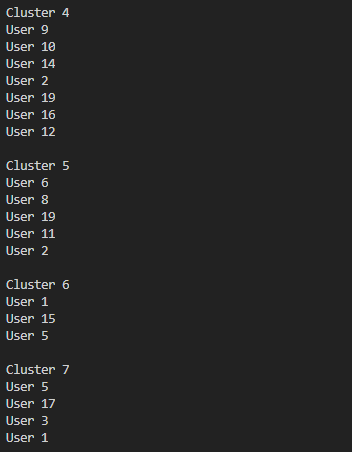 Cluster 4
User 9
User 10
User 14
User 2
User 19
User 16
User 12
Cluster 5
User 6
User 8
User 19
User 11
User 2
Cluster 6
User 1
User 15
User 5
Cluster 7
User 5
User 17
User 3
User 1